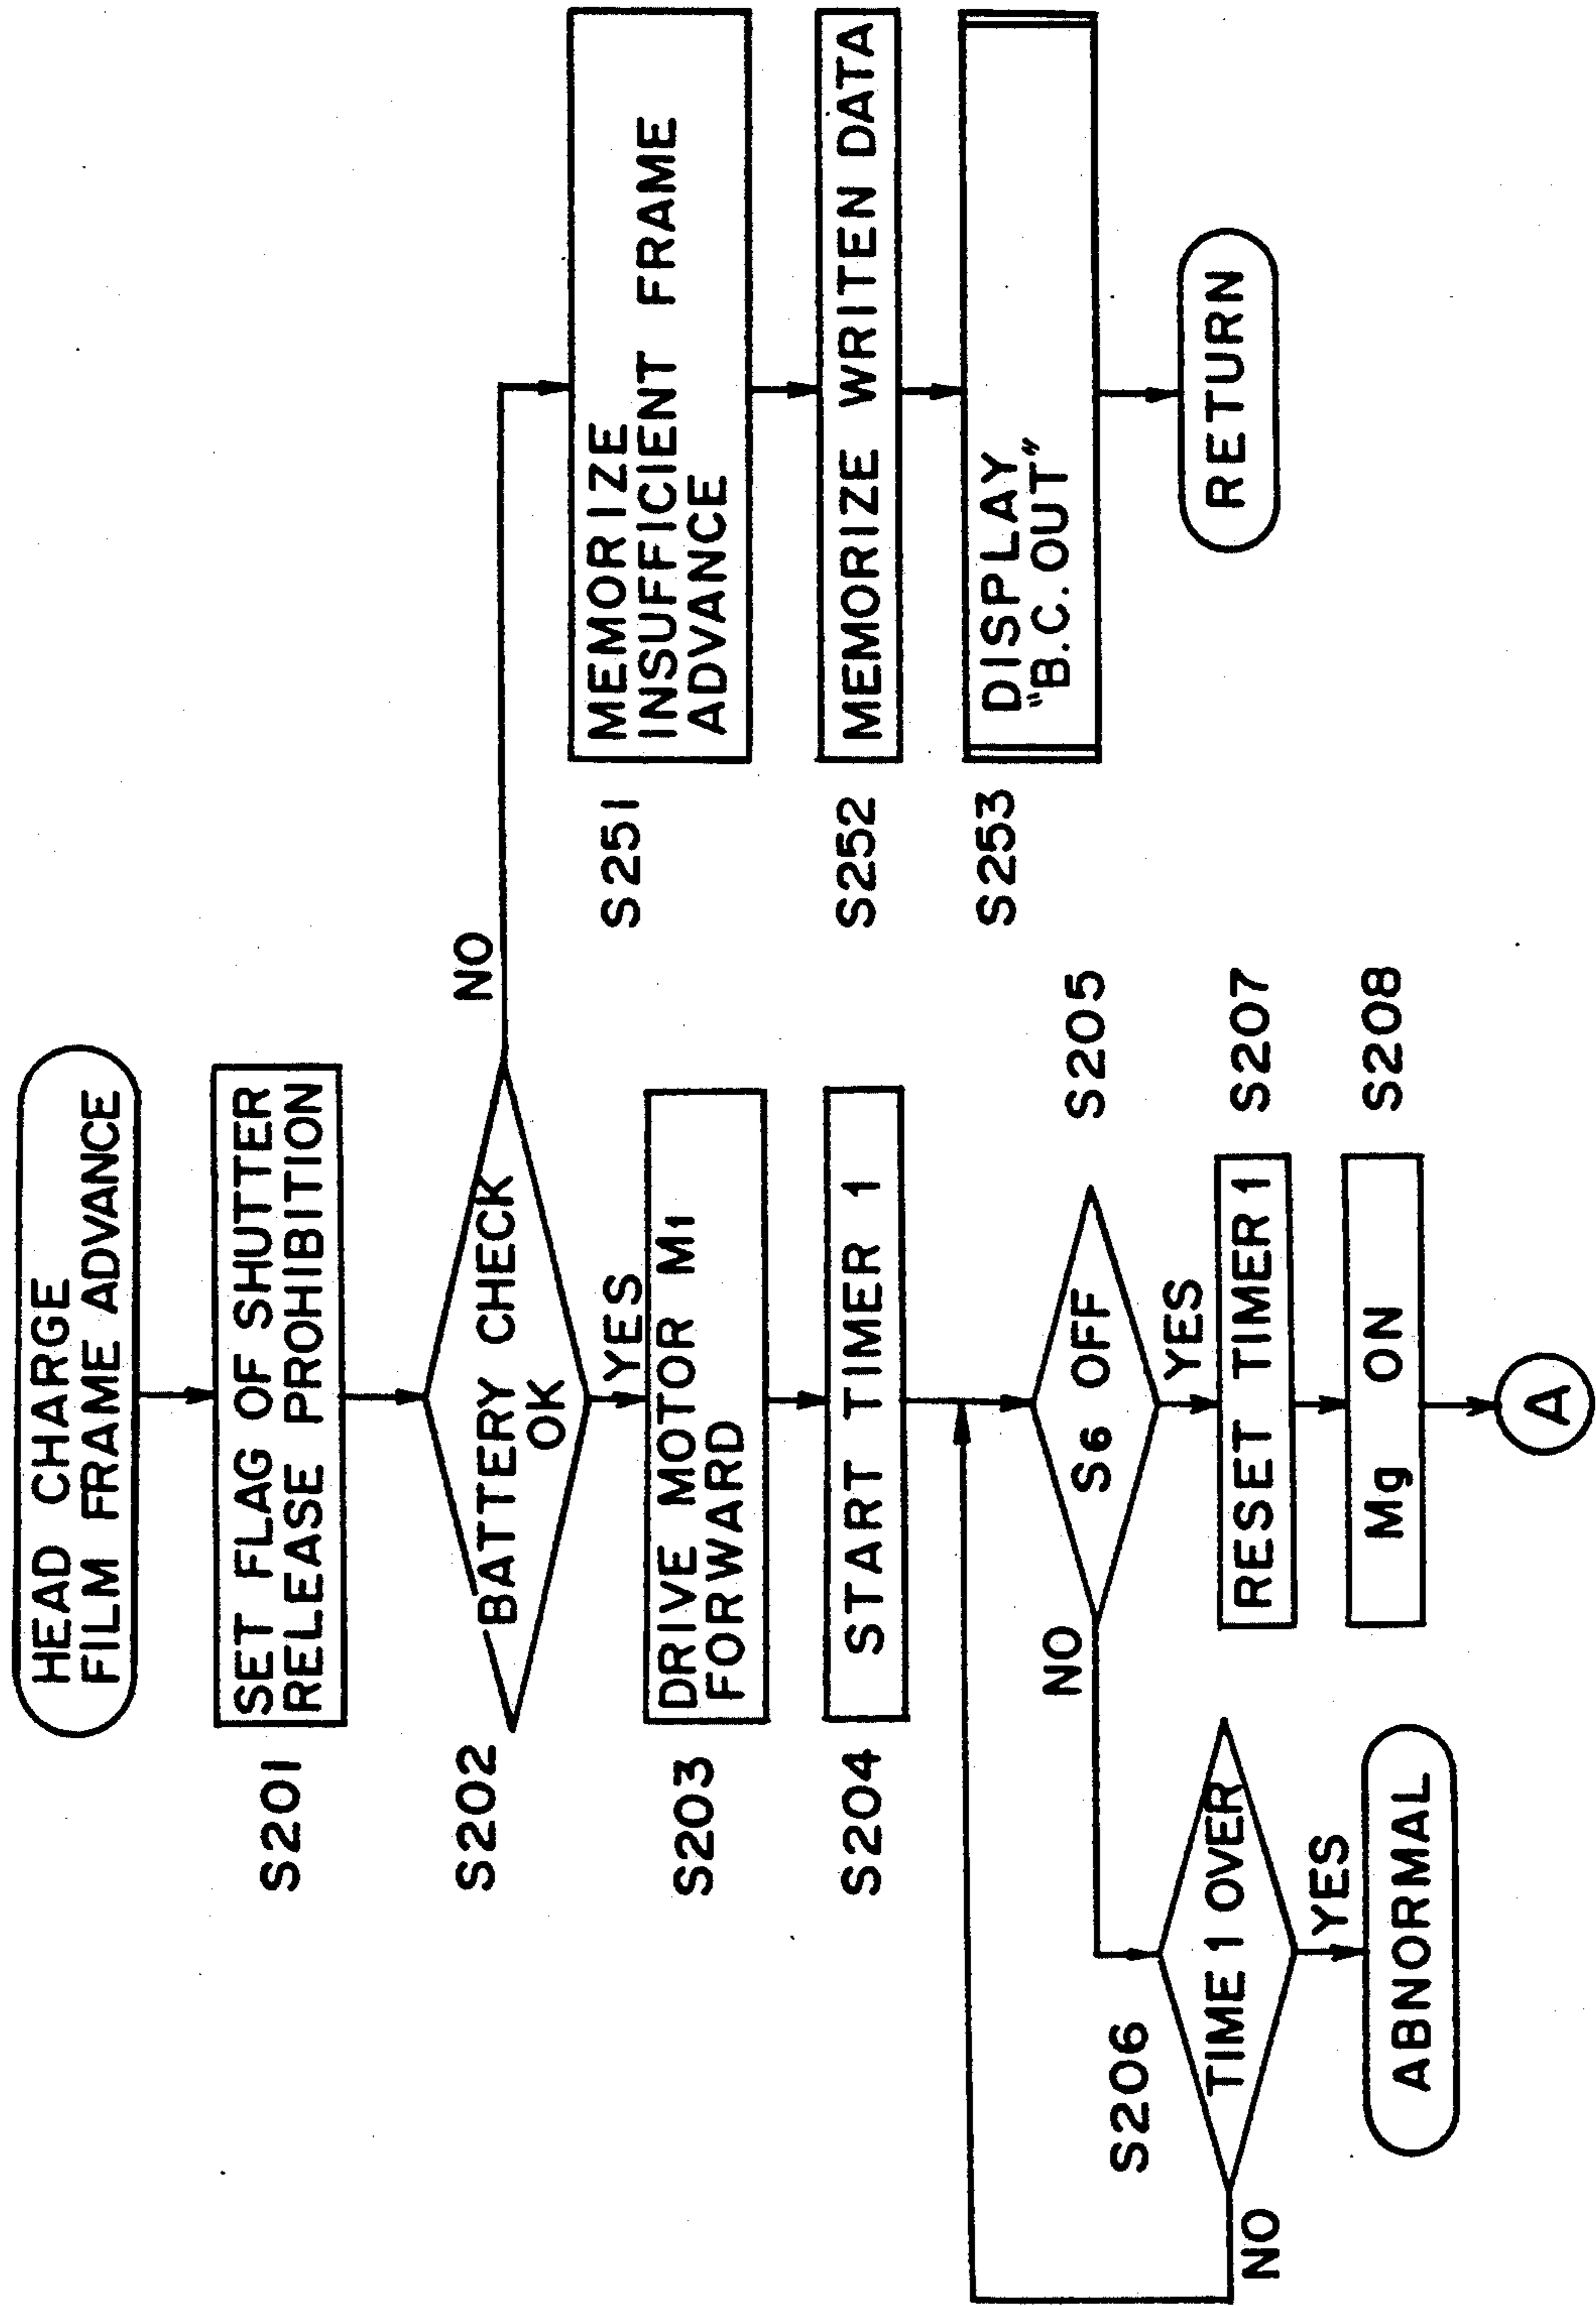 HEAD CHARGE
FILM FRAME ADVANCE
S201
SET FLAG OF SHUTTER
RELEASE PROHIBITION
S202
BATTERY CHECK
OK
NO
YES
S203
DRIVE MOTOR M1
FORWARD
S204
START TIMER 1
S205
S6 OFF
NO
YES
S206
TIME 1 OVER
NO
YES
ABNORMAL
S207
RESET TIMER 1
S208
Mg ON
A
S251
MEMORIZE
INSUFFICIENT FRAME
ADVANCE
S252
MEMORIZE WRITEN DATA
S253
DISPLAY
"B.C.OUT"
RETURN